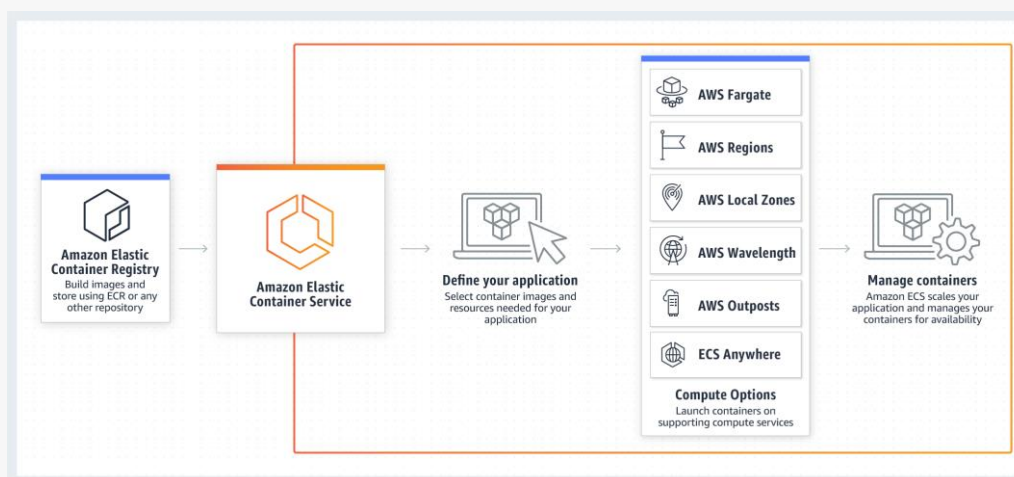 Amazon Elastic
Container Registry
Build images and
store using ECR or any
other repository
Amazon Elastic
Container Service
Define your application
Select container images and
resources needed for your
application
AWS Fargate
AWS Regions
AWS Local Zones
AWS Wavelength
AWS Outposts
ECS Anywhere
Compute Options
Launch containers on
supporting compute services
Manage containers
Amazon ECS scales your
application and manages your
containers for availability